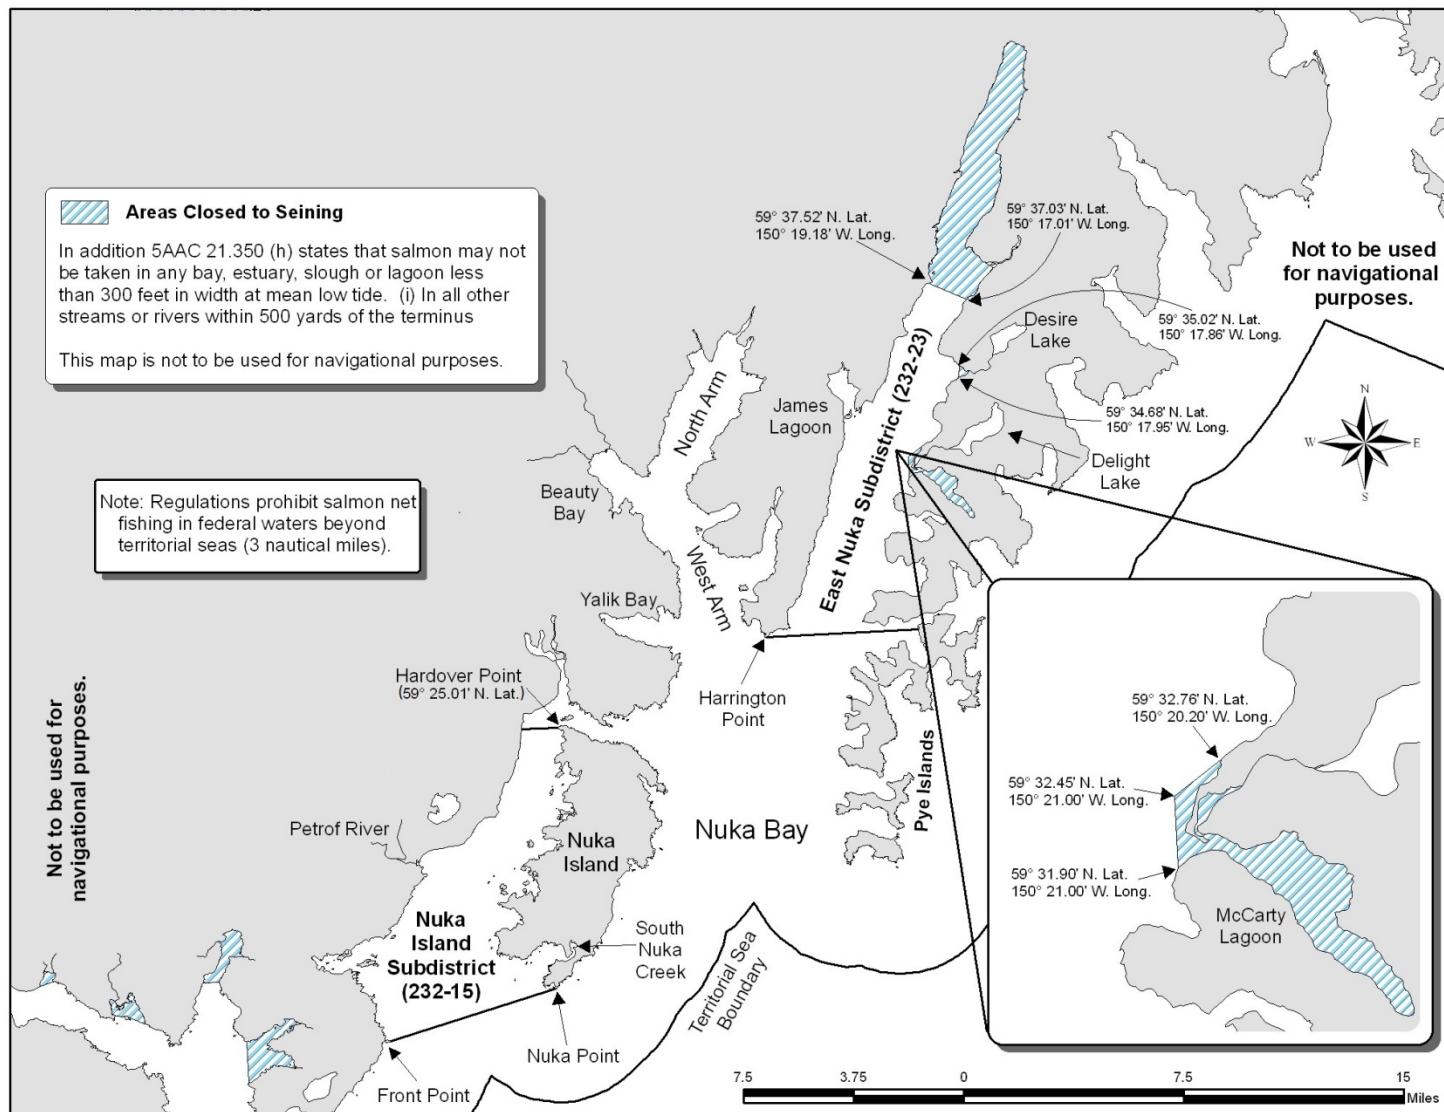 Areas Closed to Seining
In addition 5AAC 21.350 (h) states that salmon may not
be taken in any bay, estuary, slough or lagoon less
than 300 feet in width at mean low tide.  (i) In all other
streams or rivers within 500 yards of the terminus
This map is not to be used for navigational purposes.
Note: Regulations prohibit salmon net
fishing in federal waters beyond
territorial seas (3 nautical miles).
Not to be used for
navigational purposes.
59° 37.52' N. Lat.
150° 19.18' W. Long.
59° 37.03' N. Lat.
150° 17.01' W. Long.
Not to be used
for navigational
purposes.
Desire
Lake
59° 35.02' N. Lat.
150° 17.86' W. Long.
59° 34.68' N. Lat.
150° 17.95' W. Long.
Delight
Lake
N
W
E
S
North Arm
James
Lagoon
East Nuka Subdistrict (232-23)
Beauty
Bay
West Arm
Yalik Bay
Hardover Point
(59° 25.01' N. Lat.)
Harrington
Point
Pye Islands
Petrof River
Nuka
Island
Nuka Bay
Nuka
Island
Subdistrict
(232-15)
South
Nuka
Creek
Territorial Sea
Boundary
Nuka Point
Front Point
59° 32.76' N. Lat.
150° 20.20' W. Long.
59° 32.45' N. Lat.
150° 21.00' W. Long.
59° 31.90' N. Lat.
150° 21.00' W. Long.
McCarty
Lagoon
7.5 3.75 0 7.5 15
Miles